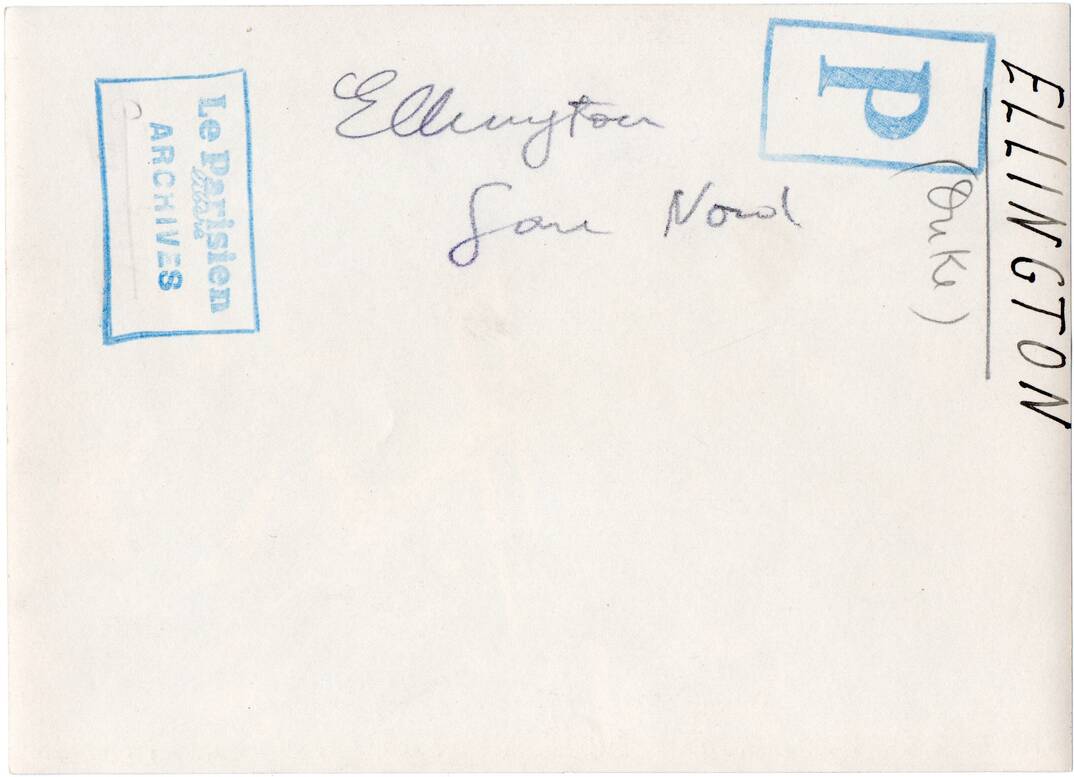 Ellington
Gare Nord
P
ELLINGTON
(Duke)
Le Parisien
libéré
ARCHIVES